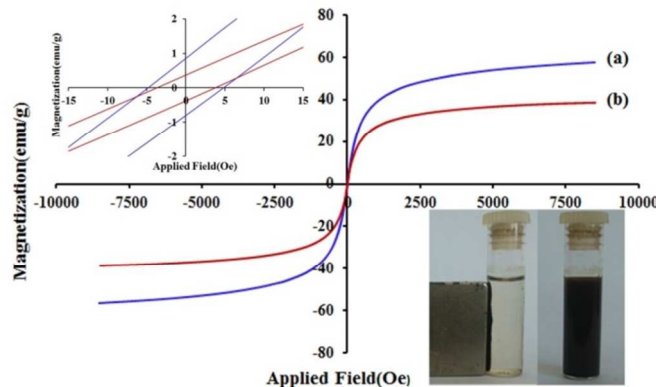 2
1
0
-1
-2
-15 -10 -5 0 5 10 15
Magnetization(emu/g)
Applied Field(Oe)
80
60
40
20
0
-20
-40
-60
-80
-10000 -7500 -5000 -2500 0 2500 5000 7500 10000
Magnetization(emu/g)
(a)
(b)
Applied Field(Oe)